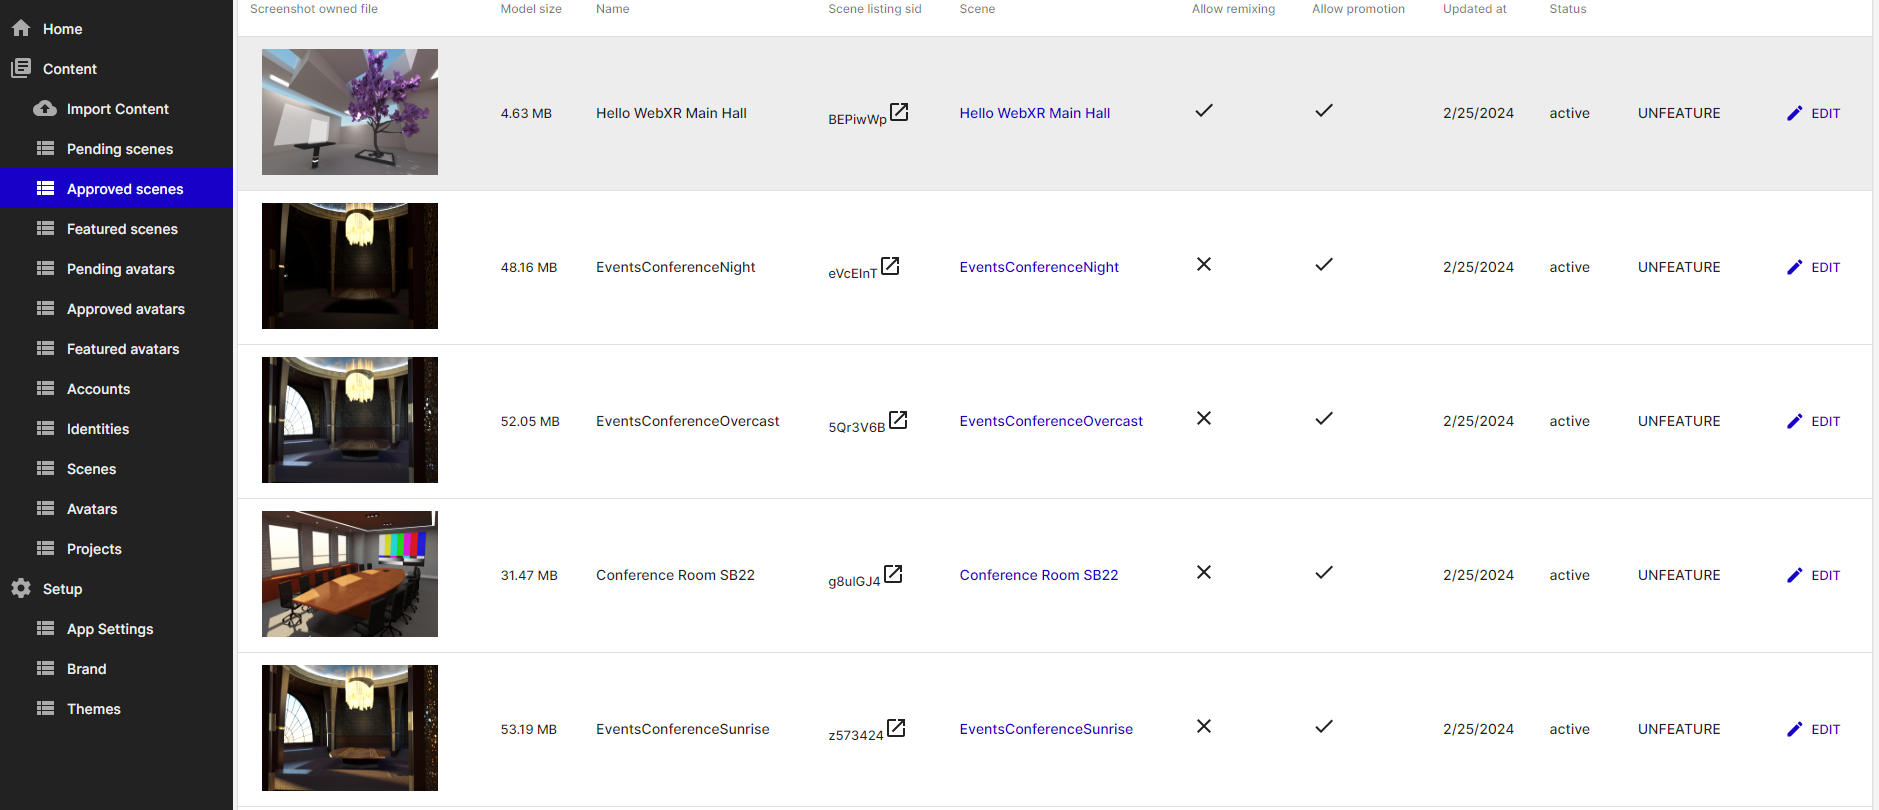 Home
Content
Import Content
Pending scenes
Approved scenes
Featured scenes
Pending avatars
Approved avatars
Featured avatars
Accounts
Identities
Scenes
Avatars
Projects
Setup
App Settings
Brand
Themes
Screenshot owned file Model size Name Scene listing sid Scene Allow remixing Allow promotion Updated at Status
4.63 MB Hello WebXR Main Hall BEPiwWp Hello WebXR Main Hall 2/25/2024 active UNFEATURE EDIT
48.16 MB EventsConferenceNight eVcEInT EventsConferenceNight 2/25/2024 active UNFEATURE EDIT
52.05 MB EventsConferenceOvercast 5Qr3V6B EventsConferenceOvercast 2/25/2024 active UNFEATURE EDIT
31.47 MB Conference Room SB22 g8uIGJ4 Conference Room SB22 2/25/2024 active UNFEATURE EDIT
53.19 MB EventsConferenceSunrise z573424 EventsConferenceSunrise 2/25/2024 active UNFEATURE EDIT